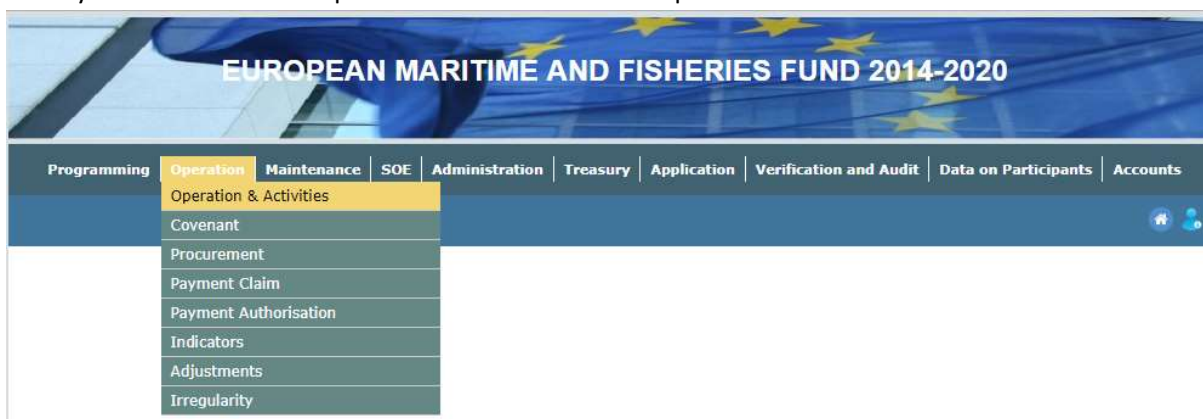 EUROPEAN MARITIME AND FISHERIES FUND 2014-2020
Programming Operation Maintenance SOE Administration Treasury Application Verification and Audit Data on Participants Accounts
Operation & Activities
Covenant
Procurement
Payment Claim
Payment Authorisation
Indicators
Adjustments
Irregularity